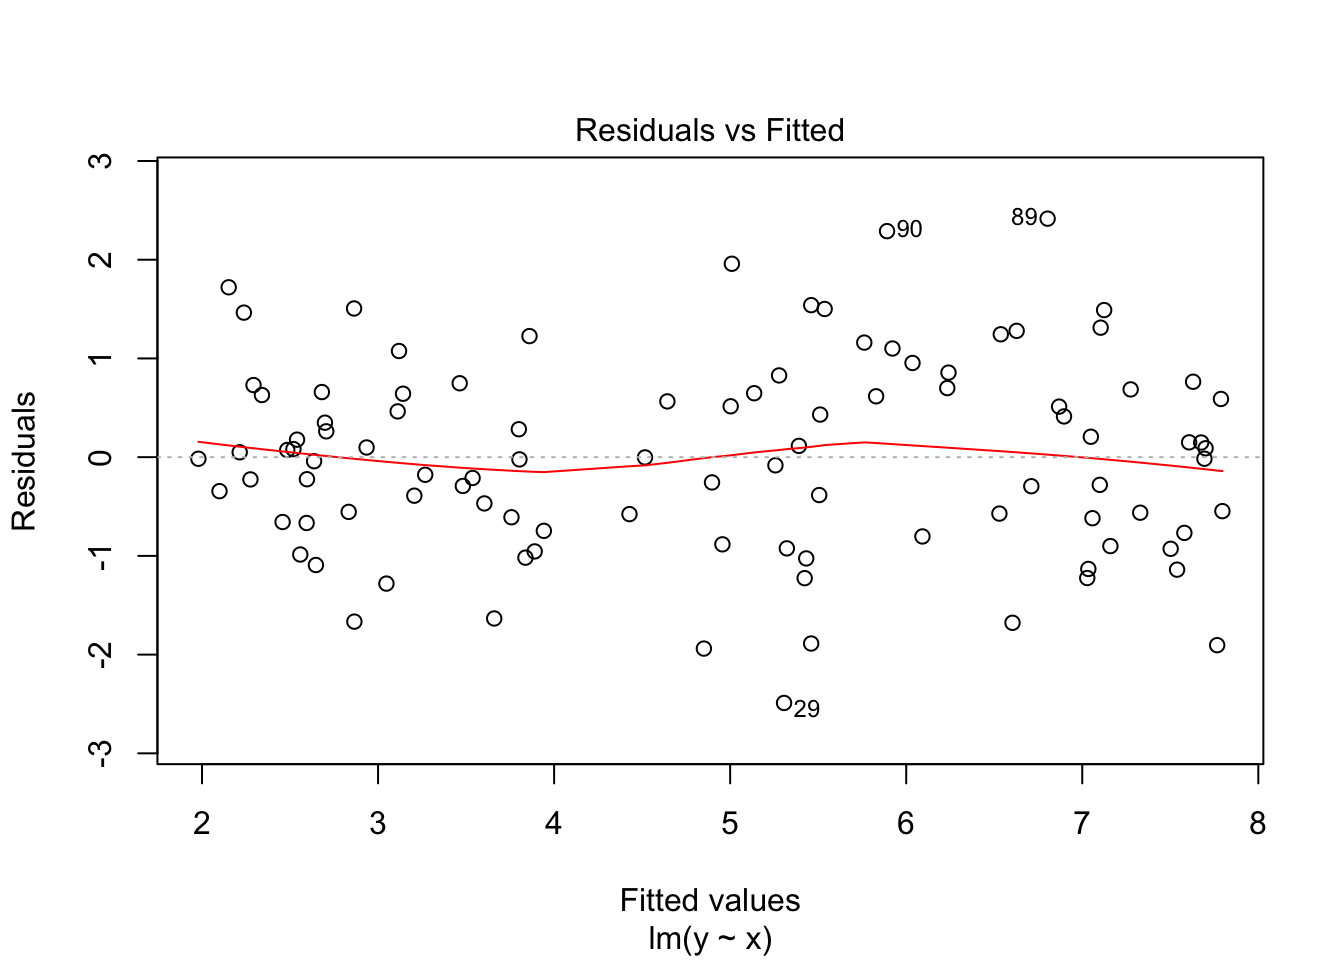 Residuals vs Fitted
Residuals
3
2
1
0
-1
-2
-3
90
89
29
2 3 4 5 6 7 8
Fitted values
lm(y ~ x)